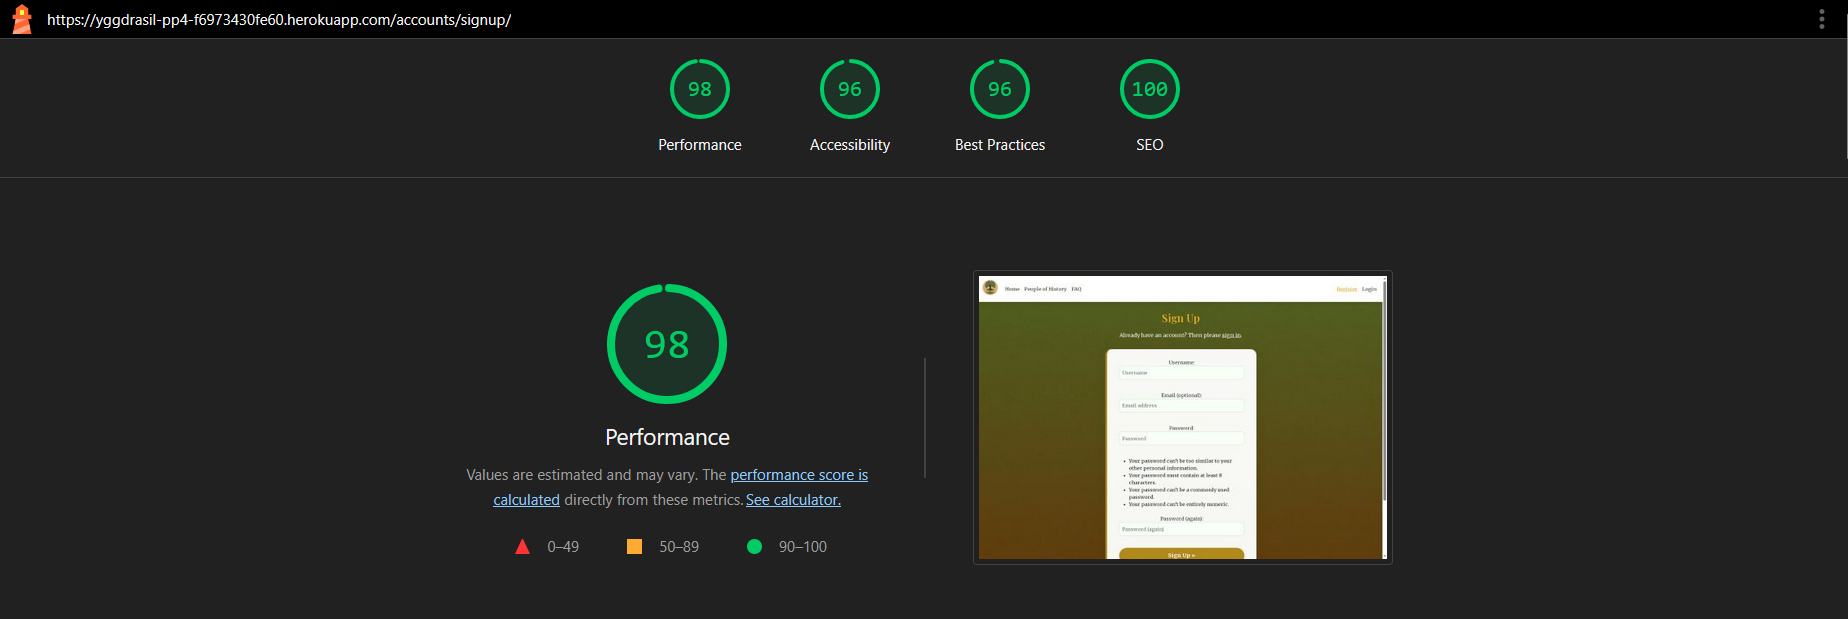 https://yggdrasil-pp4-f6973430fe60.herokuapp.com/accounts/signup/
98 96 96 100
Performance Accessibility Best Practices SEO
98
Performance
Values are estimated and may vary. The performance score is
calculated directly from these metrics. See calculator.
0–49 50–89 90–100
Home People of History FAQ Register Login
Sign Up
Already have an account? Then please sign in.
Username
Username
Email (optional)
Email address
Password
Password
Your password can't be too similar to your
other personal information.
Your password must contain at least 8
characters.
Your password can't be a commonly used
password.
Your password can't be entirely numeric.
Password (again)
Password (again)
Sign Up »